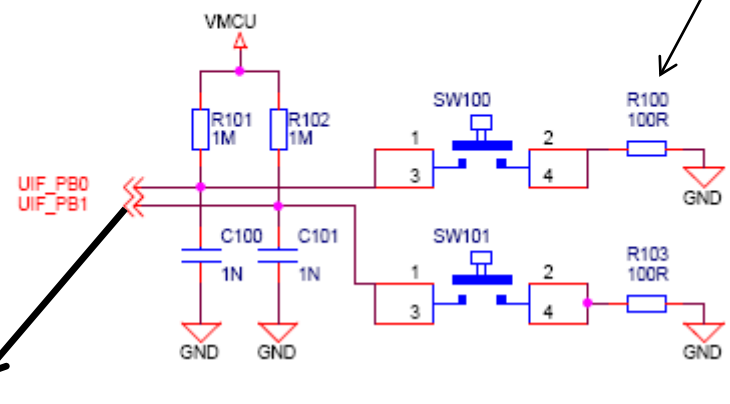 VMCU
SW100
R100
100R
R101
1M
R102
1M
1
2
3
4
UIF_PB0
UIF_PB1
GND
C100
1N
C101
1N
SW101
R103
100R
1
2
3
4
GND
GND
GND